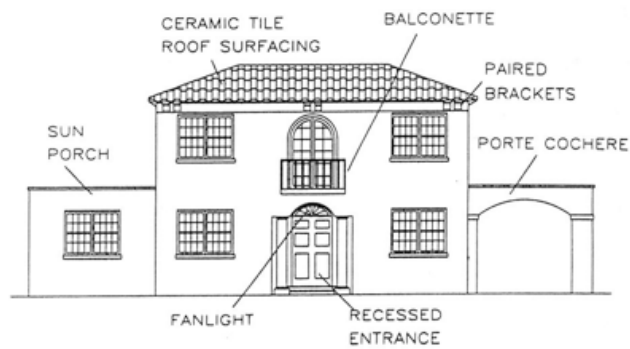 CERAMIC TILE
ROOF SURFACING
BALCONETTE
PAIRED
BRACKETS
SUN
PORCH
PORTE COCHERE
FANLIGHT
RECESSED
ENTRANCE